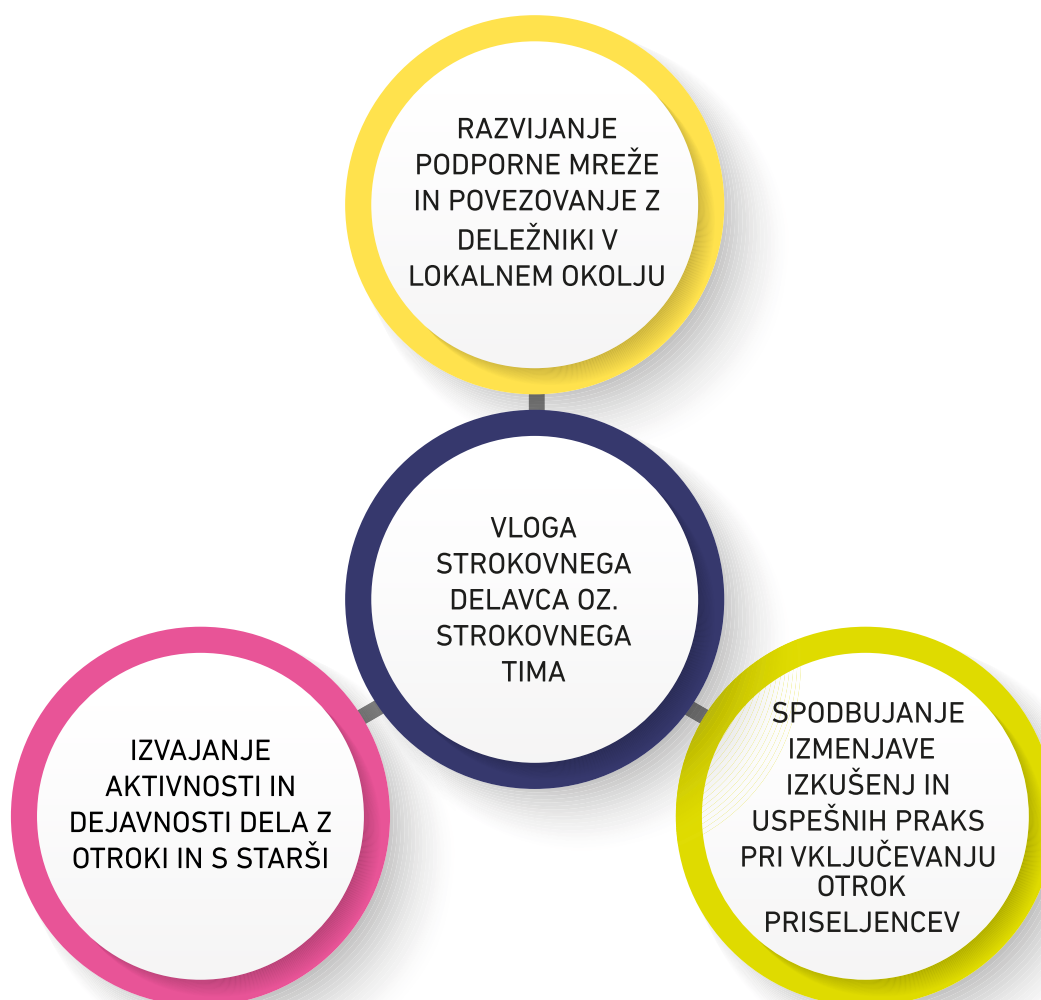 RAZVIJANJE
PODPORNE MREŽE
IN POVEZOVANJE Z
DELEŽNIKI V
LOKALNEM OKOLJU
VLOGA
STROKOVNEGA
DELAVCA OZ.
STROKOVNEGA
TIMA
IZVAJANJE
AKTIVNOSTI IN
DEJAVNOSTI DELA Z
OTROKI IN S STARŠI
SPODBUJANJE
IZMENJAVE
IZKUŠENJ IN
USPEŠNIH PRAKS
PRI VKLJUČEVANJU
OTROK
PRISELJENCEV